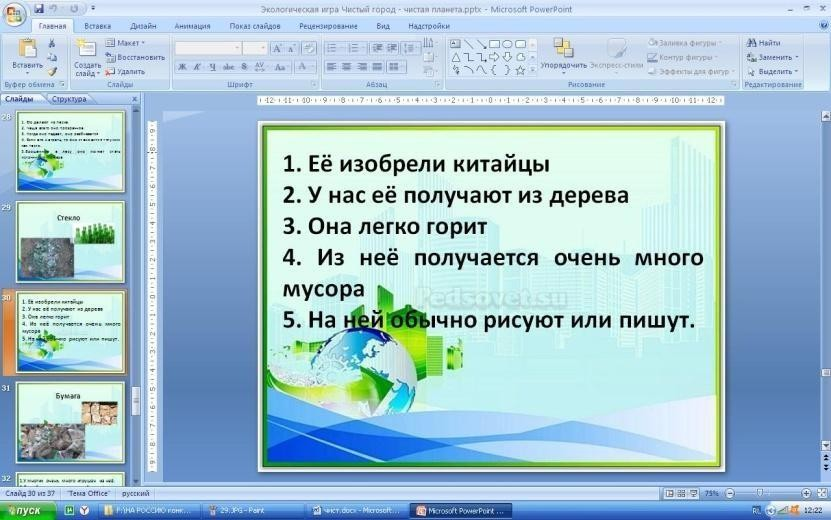 Экологическая игра Чистый город - чистая планета.pptx - Microsoft PowerPoint
Главная Вставка Дизайн Анимация Показ слайдов Рецензирование Вид Надстройки
Вставить
Буфер обмена
Создать слайд
Макет
Восстановить
Удалить
Слайды
Шрифт
Абзац
Упорядочить Экспресс-стили
Заливка фигуры
Контур фигуры
Эффекты для фигур
Рисование
Найти
Заменить
Выделить
Редактирование
Слайды Структура
28
29
Стекло
30
1. Её изобрели китайцы
2. У нас её получают из дерева
3. Она легко горит
4. Из неё получается очень много
мусора
5. На ней обычно рисуют или пишут.
31
Бумага
32
1. Её изобрели китайцы
2. У нас её получают из дерева
3. Она легко горит
4. Из неё получается очень много
мусора
5. На ней обычно рисуют или пишут.
Pedsovet.su
Слайд 30 из 37 "Тема Office" русский
75%
пуск
F:\НА РОССИЮ конк...
29.JPG - Paint
чист.docx - Microsoft...
Microsoft PowerPoint ...
RL
12:22